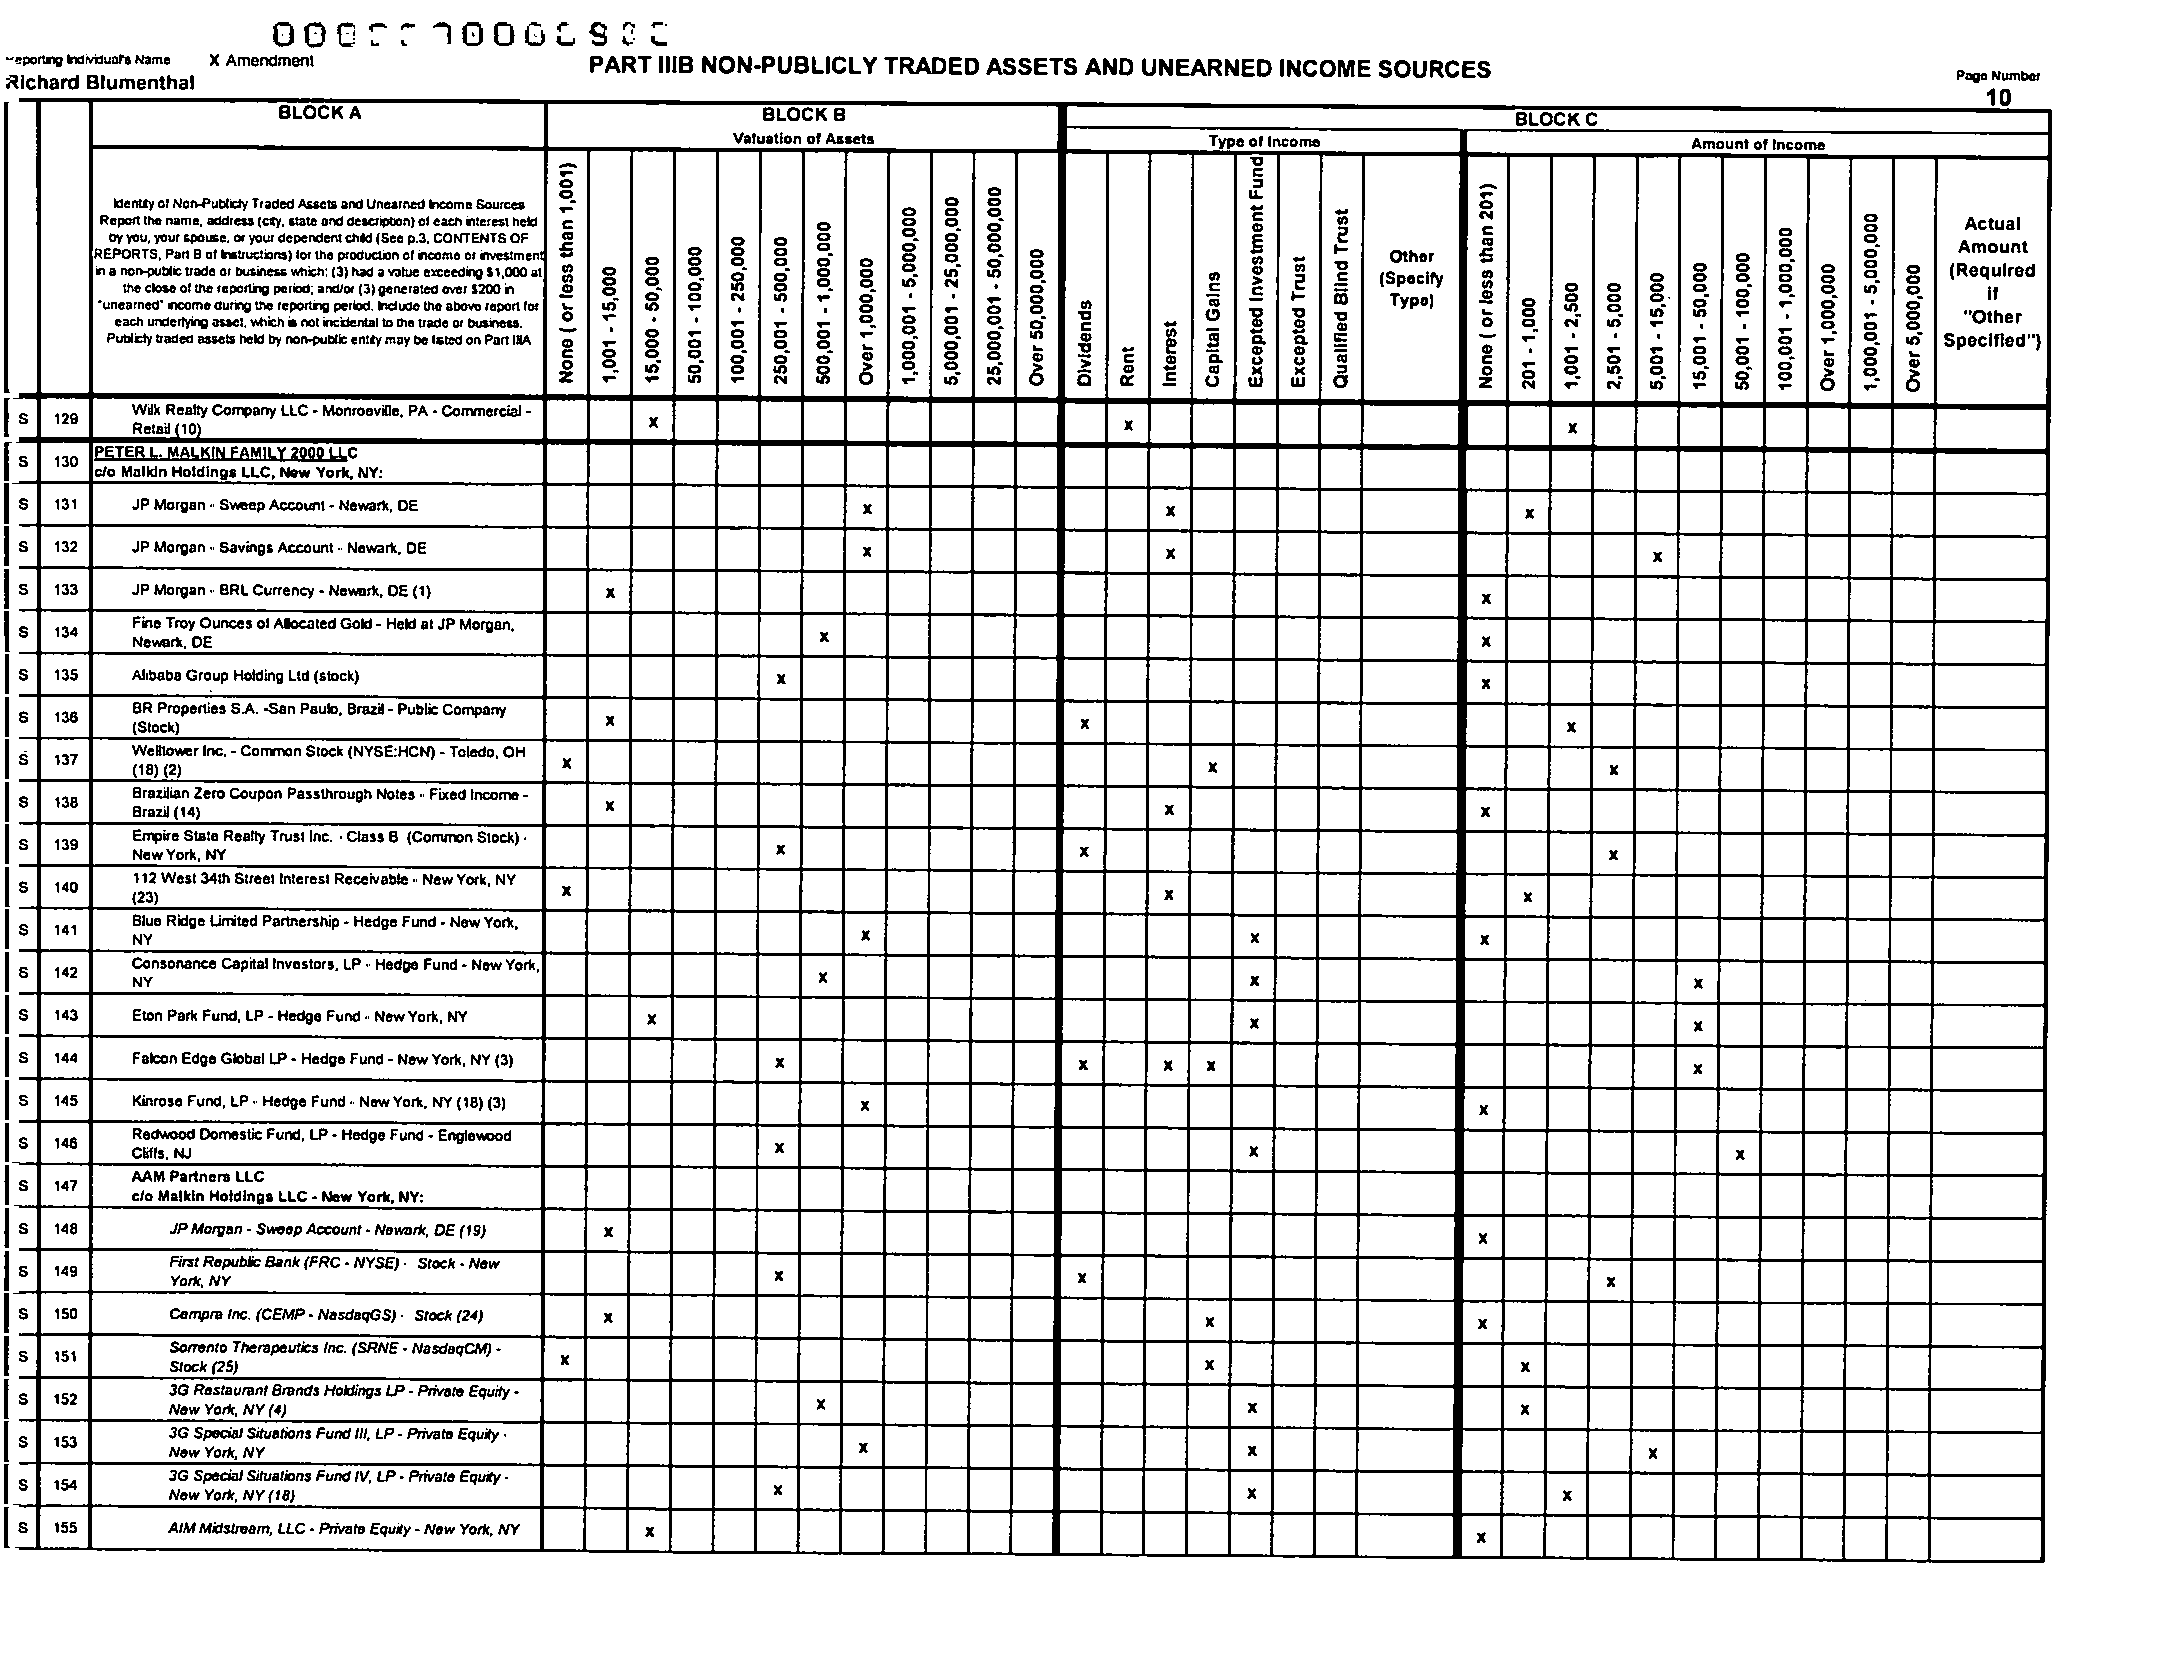 Reporting Individual's Name X Amendment
Richard Blumenthal
PART IIIB NON-PUBLICLY TRADED ASSETS AND UNEARNED INCOME SOURCES
Page Number
10
BLOCK A
BLOCK B
BLOCK C
Valuation of Assets
Type of Income
Amount of Income
Identity of Non-Publicly Traded Assets and Unearned Income Sources
Report the name, address (city, state and description) of each interest held
by you, your spouse, or your dependent child (See p.3, CONTENTS OF
REPORTS, Part B of Instructions) for the production of income or investment
in a non-public trade or business which: (3) had a value exceeding $1,000 at
the close of the reporting period; and/or (3) generated over $200 in
"unearned" income during the reporting period. Include the above report for
each underlying asset, which is not incidental to the trade or business.
Publicly traded assets held by non-public entity may be listed on Part IIIA
None ( or less than 1,001)
1,001 - 15,000
15,000 - 50,000
50,001 - 100,000
100,001 - 250,000
250,001 - 500,000
500,001 - 1,000,000
Over 1,000,000
1,000,001 - 5,000,000
5,000,001 - 25,000,000
25,000,001 - 50,000,000
Over 50,000,000
Dividends
Rent
Interest
Capital Gains
Excepted Investment Fund
Excepted Trust
Qualified Blind Trust
Other
(Specify
Type)
None ( or less than 201)
201 - 1,000
1,001 - 2,500
2,501 - 5,000
5,001 - 15,000
15,001 - 50,000
50,001 - 100,000
100,001 - 1,000,000
Over 1,000,000
1,000,001 - 5,000,000
Over 5,000,000
Actual
Amount
(Required
if
"Other
Specified")
S 129 Wilk Realty Company LLC - Monroeville, PA - Commercial -
Retail (10) x x x
S 130 PETER L. MALKIN FAMILY 2000 LLC
c/o Malkin Holdings LLC, New York, NY:
S 131 JP Morgan - Sweep Account - Newark, DE x x x
S 132 JP Morgan - Savings Account - Newark, DE x x x
S 133 JP Morgan - BRL Currency - Newark, DE (1) x x
S 134 Fine Troy Ounces of Allocated Gold - Held at JP Morgan,
Newark, DE x x
S 135 Alibaba Group Holding Ltd (stock) x x
S 136 BR Properties S.A. -San Paulo, Brazil - Public Company
(Stock) x x x
S 137 Welltower Inc. - Common Stock (NYSE:HCN) - Toledo, OH
(18) (2) x x x
S 138 Brazilian Zero Coupon Passthrough Notes - Fixed Income -
Brazil (14) x x x
S 139 Empire State Realty Trust Inc. - Class B (Common Stock) -
New York, NY x x x
S 140 112 West 34th Street Interest Receivable - New York, NY
(23) x x x
S 141 Blue Ridge Limited Partnership - Hedge Fund - New York,
NY x x x
S 142 Consonance Capital Investors, LP - Hedge Fund - New York,
NY x x x
S 143 Eton Park Fund, LP - Hedge Fund - New York, NY x x x
S 144 Falcon Edge Global LP - Hedge Fund - New York, NY (3) x x x x x
S 145 Kinrose Fund, LP - Hedge Fund - New York, NY (18) (3) x x
S 146 Redwood Domestic Fund, LP - Hedge Fund - Englewood
Cliffs, NJ x x x
S 147 AAM Partners LLC
c/o Malkin Holdings LLC - New York, NY:
S 148 JP Morgan - Sweep Account - Newark, DE (19) x x
S 149 First Republic Bank (FRC - NYSE) - Stock - New
York, NY x x x
S 150 Cempra Inc. (CEMP - NasdaqGS) - Stock (24) x x x
S 151 Sorrento Therapeutics Inc. (SRNE - NasdaqCM) -
Stock (25) x x x
S 152 3G Restaurant Brands Holdings LP - Private Equity -
New York, NY (4) x x x
S 153 3G Special Situations Fund III, LP - Private Equity -
New York, NY x x x
S 154 3G Special Situations Fund IV, LP - Private Equity -
New York, NY (18) x x x
S 155 AIM Midstream, LLC - Private Equity - New York, NY x x